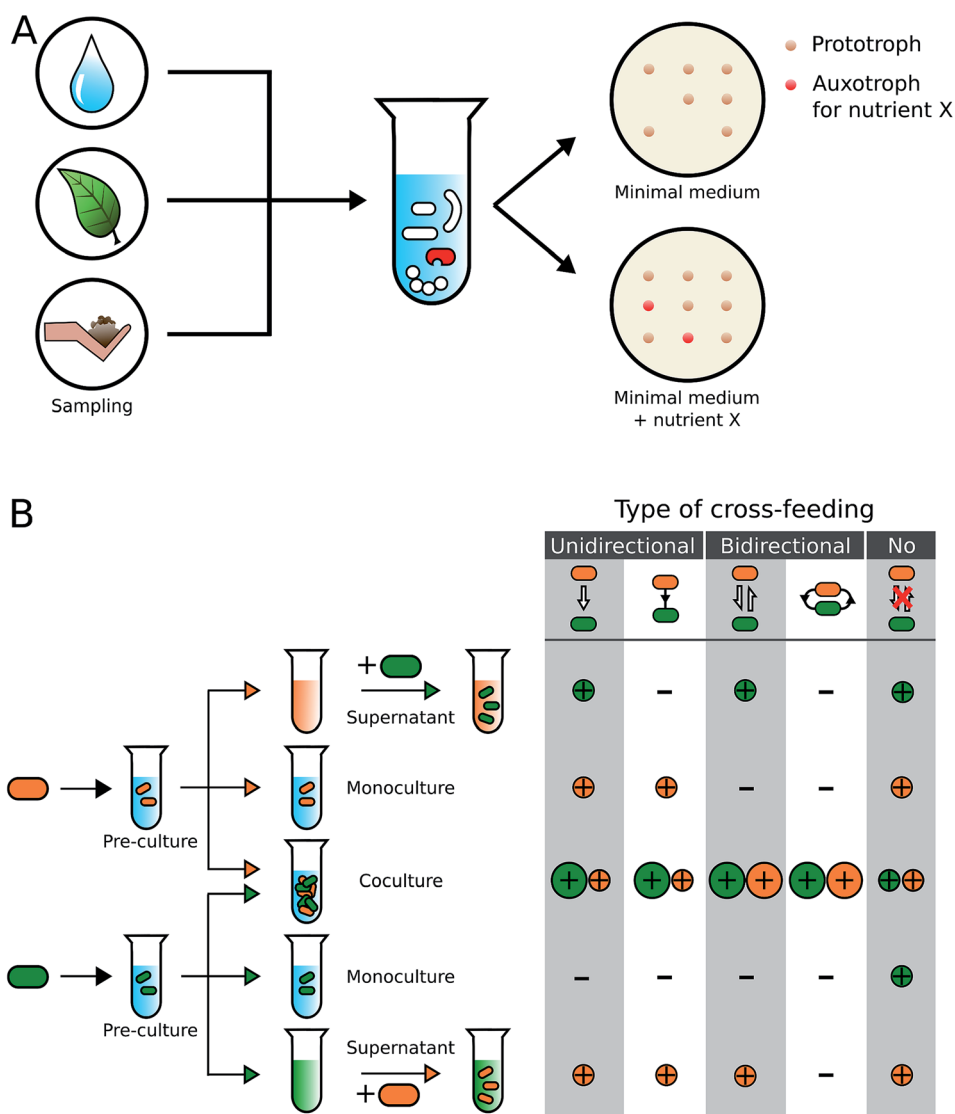 A
Prototroph
Auxotroph
for nutrient X
Minimal medium
Sampling
Minimal medium
+ nutrient X
B
Type of cross-feeding
Unidirectional
Bidirectional
No
+
Supernatant
+
-
+
-
+
Monoculture
+
+
-
-
+
Pre-culture
Coculture
+ +
+ +
+ +
+ +
+ +
Monoculture
-
-
-
-
+
Pre-culture
Supernatant
+
+
+
+
-
+